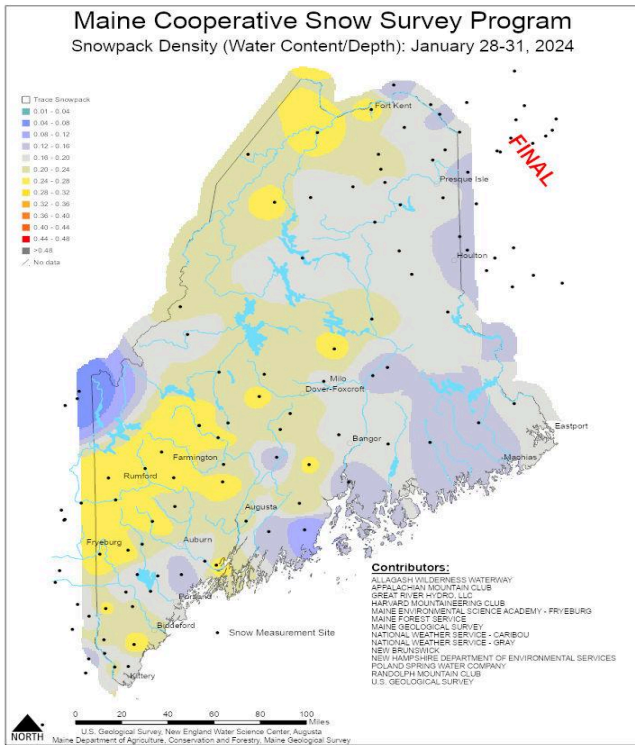 Maine Cooperative Snow Survey Program
Snowpack Density (Water Content/Depth): January 28-31, 2024
Trace Snowpack
0.01 - 0.04
0.04 - 0.08
0.08 - 0.12
0.12 - 0.16
0.16 - 0.20
0.20 - 0.24
0.24 - 0.28
0.28 - 0.32
0.32 - 0.36
0.36 - 0.40
0.40 - 0.44
0.44 - 0.48
>0.48
No data
Fort Kent
FINAL
Presque Isle
Houlton
Milo
Dover-Foxcroft
Eastport
Bangor
Machias
Farmington
Rumford
Augusta
Fryeburg
Auburn
Portland
Biddeford
Kittery
Snow Measurement Site
Contributors:
ALLAGASH WILDERNESS WATERWAY
APPALACHIAN MOUNTAIN CLUB
GREAT RIVER HYDRO, LLC
HARVARD MOUNTAINEERING CLUB
MAINE ENVIRONMENTAL SCIENCE ACADEMY - FRYEBURG
MAINE FOREST SERVICE
MAINE GEOLOGICAL SURVEY
NATIONAL WEATHER SERVICE - CARIBOU
NATIONAL WEATHER SERVICE - GRAY
NEW BRUNSWICK
NEW HAMPSHIRE DEPARTMENT OF ENVIRONMENTAL SERVICES
POLAND SPRING WATER COMPANY
RANDOLPH MOUNTAIN CLUB
U.S. GEOLOGICAL SURVEY
0 20 40 60 80 100
Miles
NORTH
U.S. Geological Survey, New England Water Science Center, Augusta
Maine Department of Agriculture, Conservation and Forestry, Maine Geological Survey